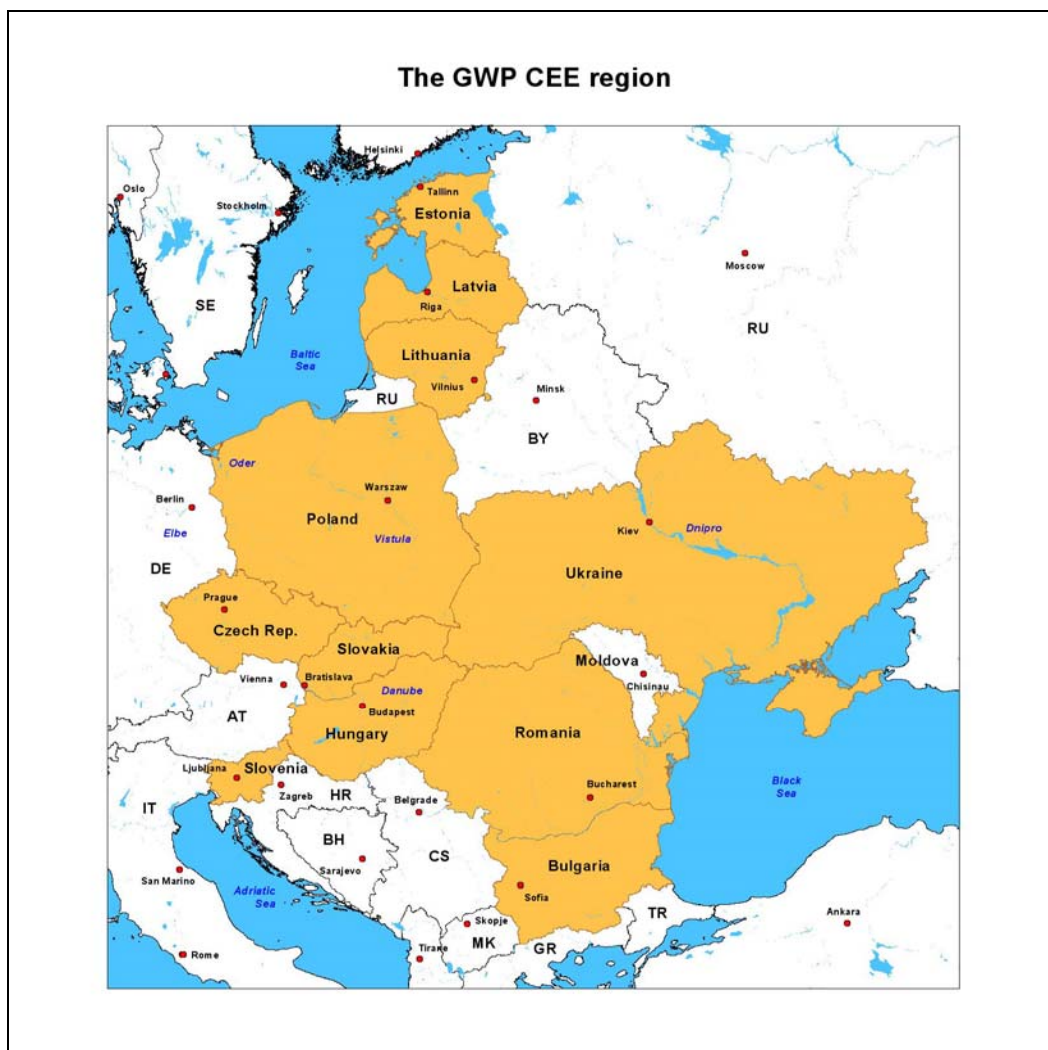 The GWP CEE region
Helsinki
Oslo
Tallinn
Stockholm
Estonia
Moscow
Latvia
Riga
SE
RU
Baltic
Sea
Lithuania
Vilnius
Minsk
RU
BY
Oder
Warszaw
Berlin
Poland
Elbe
Vistula
Kiev
Dnipro
DE
Ukraine
Prague
Czech Rep.
Slovakia
Moldova
Vienna
Bratislava
Danube
Chisinau
Budapest
AT
Hungary
Romania
Ljubljana
Slovenia
Zagreb
HR
Belgrade
Bucharest
Black
Sea
IT
BH
Sarajevo
CS
Bulgaria
San Marino
Sofia
Adriatic
Sea
Skopje
TR
Ankara
MK
GR
Tirane
Rome